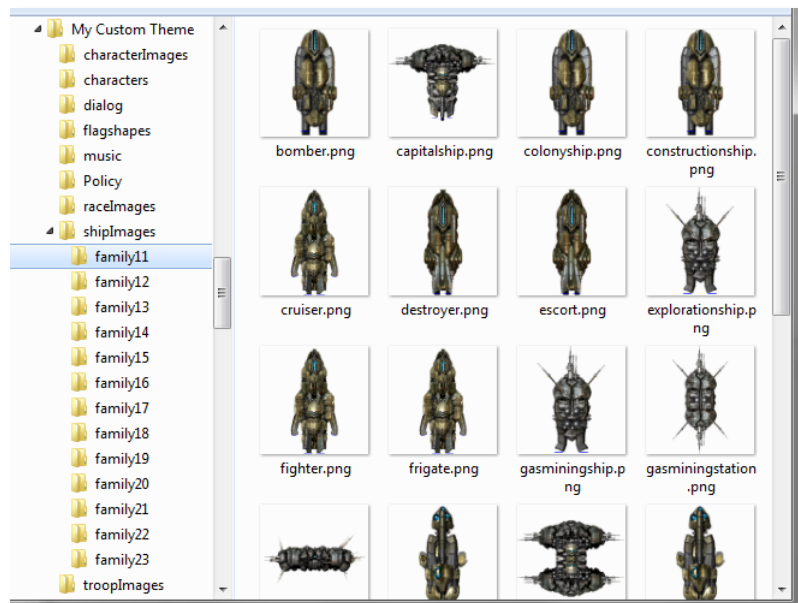 My Custom Theme
characterImages
characters
dialog
flagshapes
music
Policy
raceImages
shipImages
family11
family12
family13
family14
family15
family16
family17
family18
family19
family20
family21
family22
family23
troopImages
bomber.png
capitalship.png
colonyship.png
constructionship.
png
cruiser.png
destroyer.png
escort.png
explorationship.p
ng
fighter.png
frigate.png
gasminingship.p
ng
gasminingstation
.png